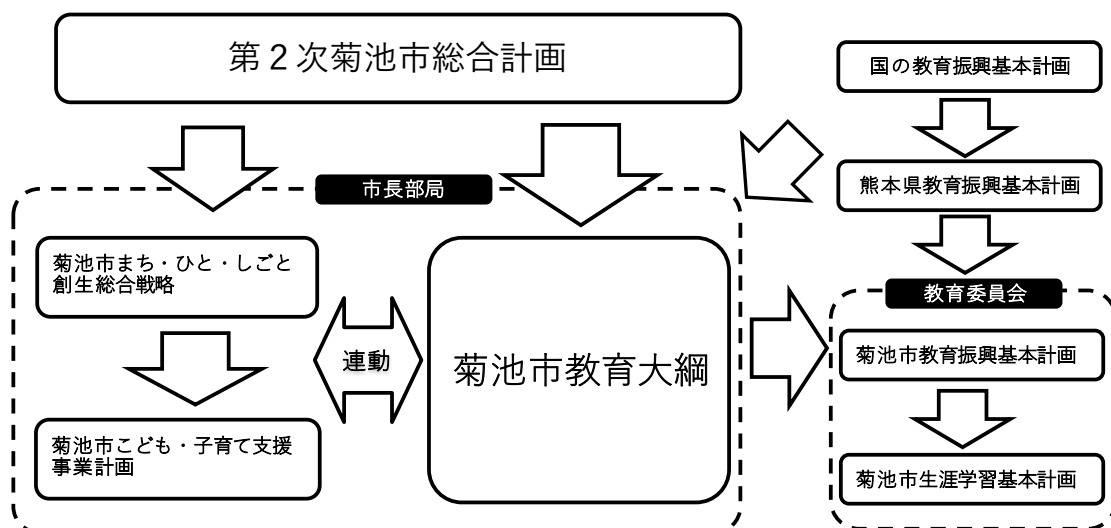 第２次菊池市総合計画
国の教育振興基本計画
市長部局
熊本県教育振興基本計画
菊池市まち・ひと・しごと
創生総合戦略
教育委員会
連動
菊池市教育大綱
菊池市教育振興基本計画
菊池市こども・子育て支援
事業計画
菊池市生涯学習基本計画